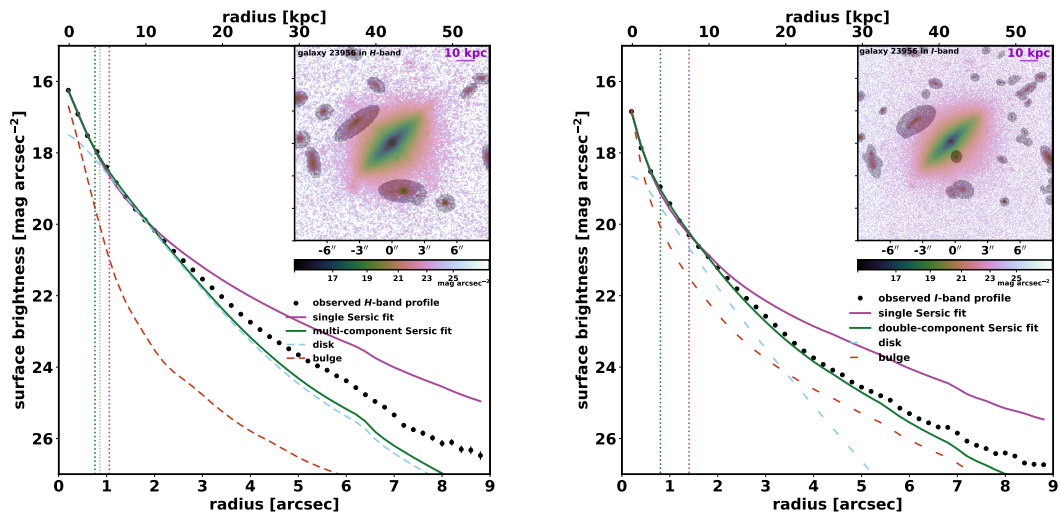 radius [kpc]
0 10 20 30 40 50
surface brightness [mag arcsec−2]
16
18
20
22
24
26
galaxy 23956 in H-band
10 kpc
-6′′ -3′′ 0′′ 3′′ 6′′
17 19 21 23 25
mag arcsec−2
observed H-band profile
single Sersic fit
multi-component Sersic fit
disk
bulge
0 1 2 3 4 5 6 7 8 9
radius [arcsec]
radius [kpc]
0 10 20 30 40 50
surface brightness [mag arcsec−2]
16
18
20
22
24
26
galaxy 23956 in I-band
10 kpc
-6′′ -3′′ 0′′ 3′′ 6′′
17 19 21 23 25
mag arcsec−2
observed I-band profile
single Sersic fit
double-component Sersic fit
disk
bulge
0 1 2 3 4 5 6 7 8 9
radius [arcsec]